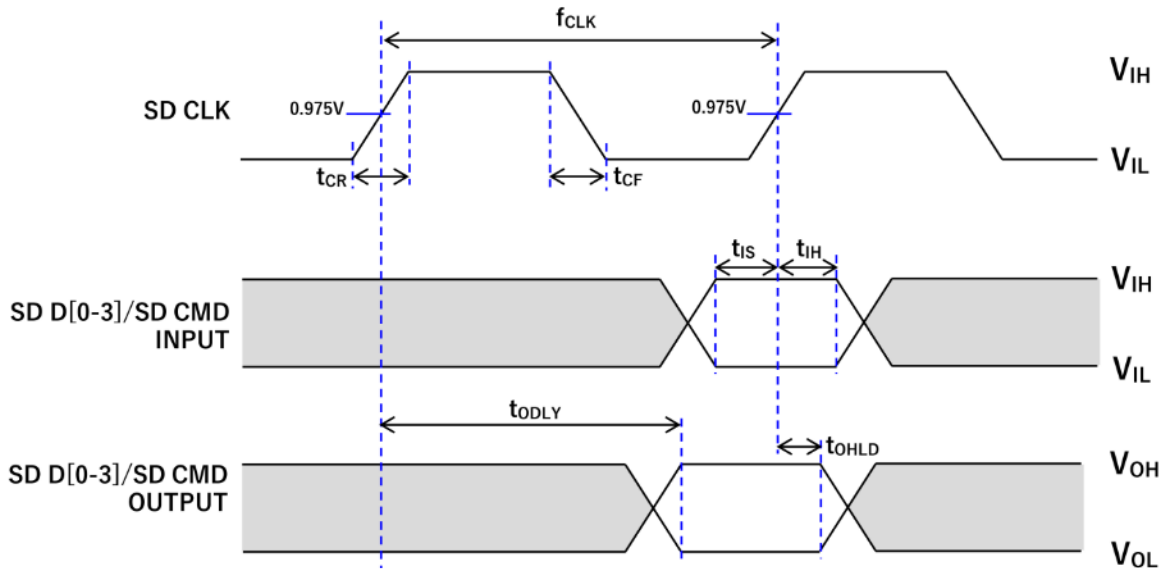 fCLK
VIH
SD CLK
0.975V
0.975V
VIL
tCR
tCF
tIS
tIH
VIH
SD D[0-3]/SD CMD
INPUT
VIL
tODLY
tOHLD
SD D[0-3]/SD CMD
OUTPUT
VOH
VOL